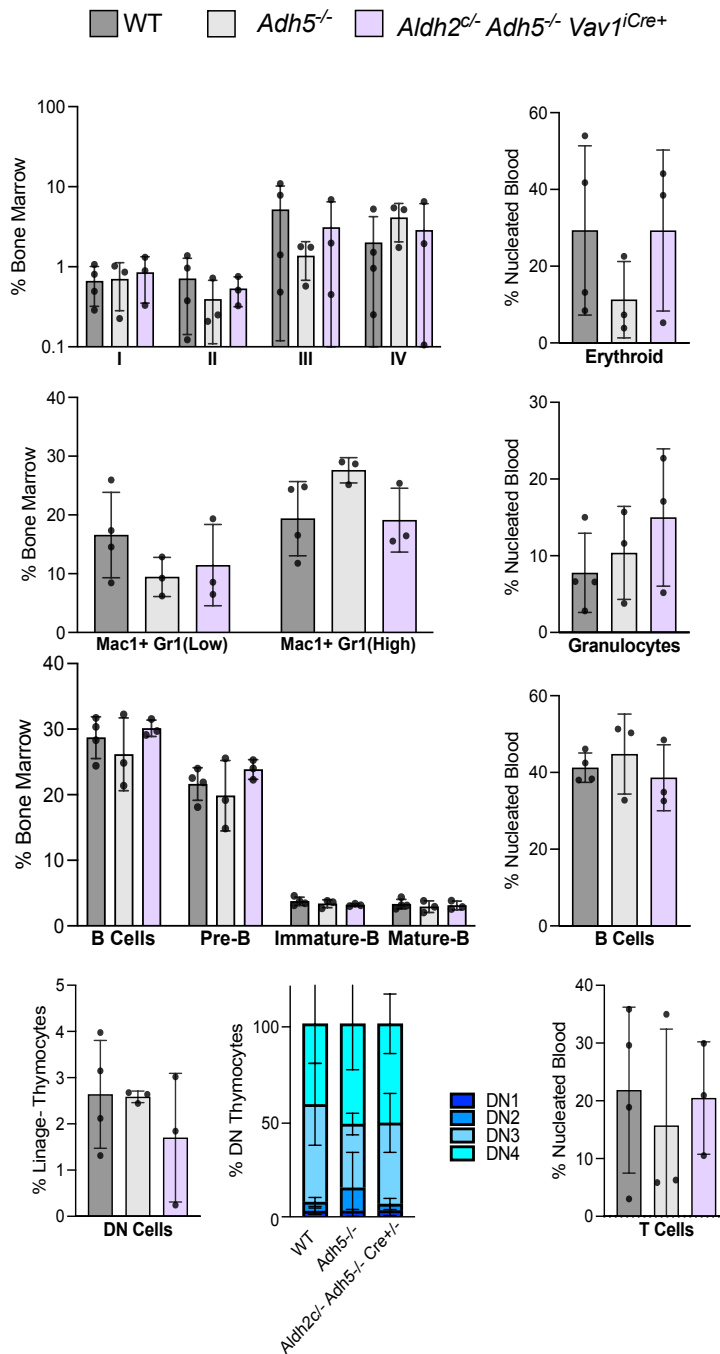 WT Adh5-/- Aldh2c/- Adh5-/- Vav1iCre+
% Bone Marrow
100
10
1
0.1
I II III IV
% Nucleated Blood
60
40
20
0
Erythroid
% Bone Marrow
40
30
20
10
0
Mac1+ Gr1(Low) Mac1+ Gr1(High)
% Nucleated Blood
30
20
10
0
Granulocytes
% Bone Marrow
40
30
20
10
0
B Cells Pre-B Immature-B Mature-B
% Nucleated Blood
60
40
20
0
B Cells
% Linage- Thymocytes
5
4
3
2
1
0
DN Cells
% DN Thymocytes
100
50
0
WT
Adh5-/-
Aldh2c/- Adh5-/- Cre+/-
DN1
DN2
DN3
DN4
% Nucleated Blood
40
30
20
10
0
T Cells